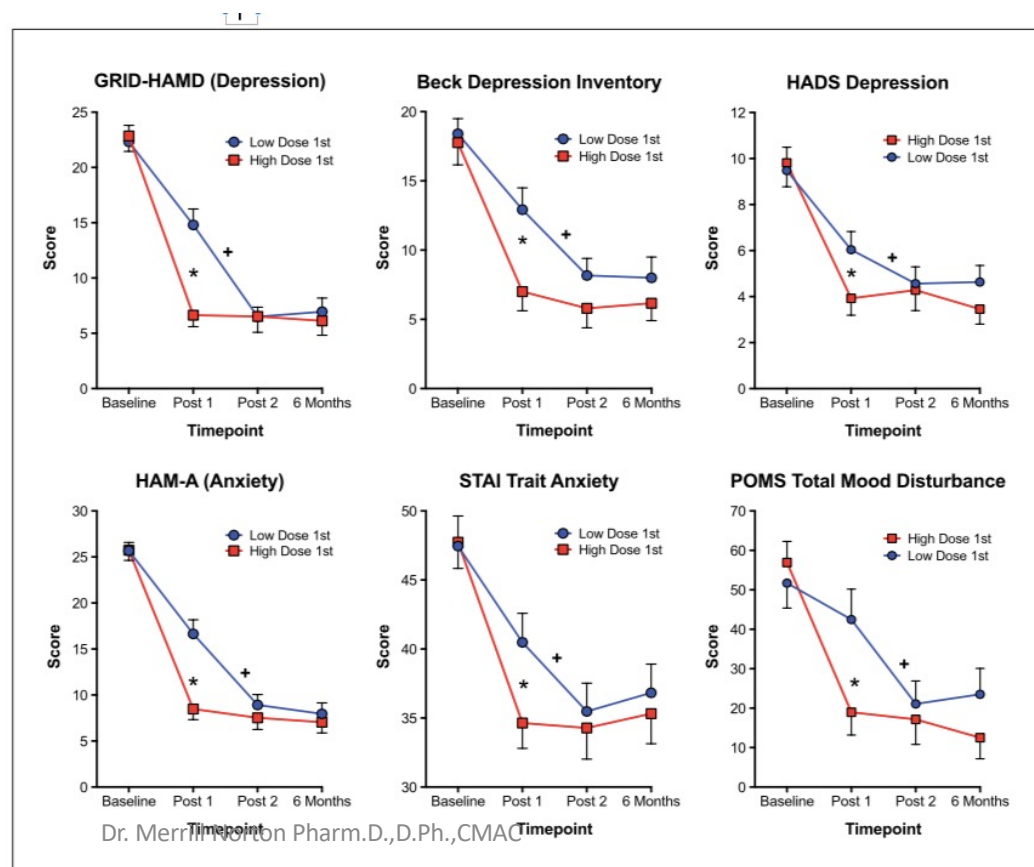 GRID-HAMD (Depression)
25
20
15
10
5
0
Score
Low Dose 1st
High Dose 1st
*
+
Baseline Post 1 Post 2 6 Months
Timepoint
Beck Depression Inventory
20
15
10
5
0
Score
Low Dose 1st
High Dose 1st
*
+
Baseline Post 1 Post 2 6 Months
Timepoint
HADS Depression
12
10
8
6
4
2
0
Score
High Dose 1st
Low Dose 1st
*
+
Baseline Post 1 Post 2 6 Months
Timepoint
HAM-A (Anxiety)
30
25
20
15
10
5
0
Score
Low Dose 1st
High Dose 1st
*
+
Baseline Post 1 Post 2 6 Months
Timepoint
STAI Trait Anxiety
50
45
40
35
30
Score
Low Dose 1st
High Dose 1st
*
+
Baseline Post 1 Post 2 6 Months
Timepoint
POMS Total Mood Disturbance
70
60
50
40
30
20
10
0
Score
High Dose 1st
Low Dose 1st
*
+
Baseline Post 1 Post 2 6 Months
Timepoint
Dr. Merrill Norton Pharm.D.,D.Ph.,CMAC